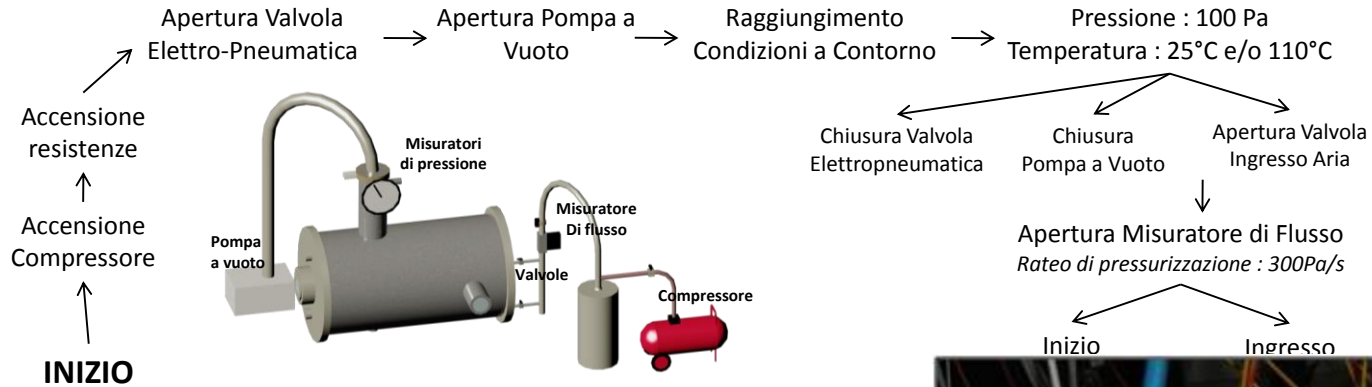 INIZIO
Accensione
Compressore
Accensione
resistenze
Apertura Valvola
Elettro-Pneumatica
Apertura Pompa a
Vuoto
Raggiungimento
Condizioni a Contorno
Pressione : 100 Pa
Temperatura : 25°C e/o 110°C
Chiusura Valvola
Elettropneumatica
Chiusura
Pompa a Vuoto
Apertura Valvola
Ingresso Aria
Apertura Misuratore di Flusso
Rateo di pressurizzazione : 300Pa/s
Inizio
Ingresso
Misuratori
di pressione
Misuratore
Di flusso
Pompa
a vuoto
Valvole
Compressore